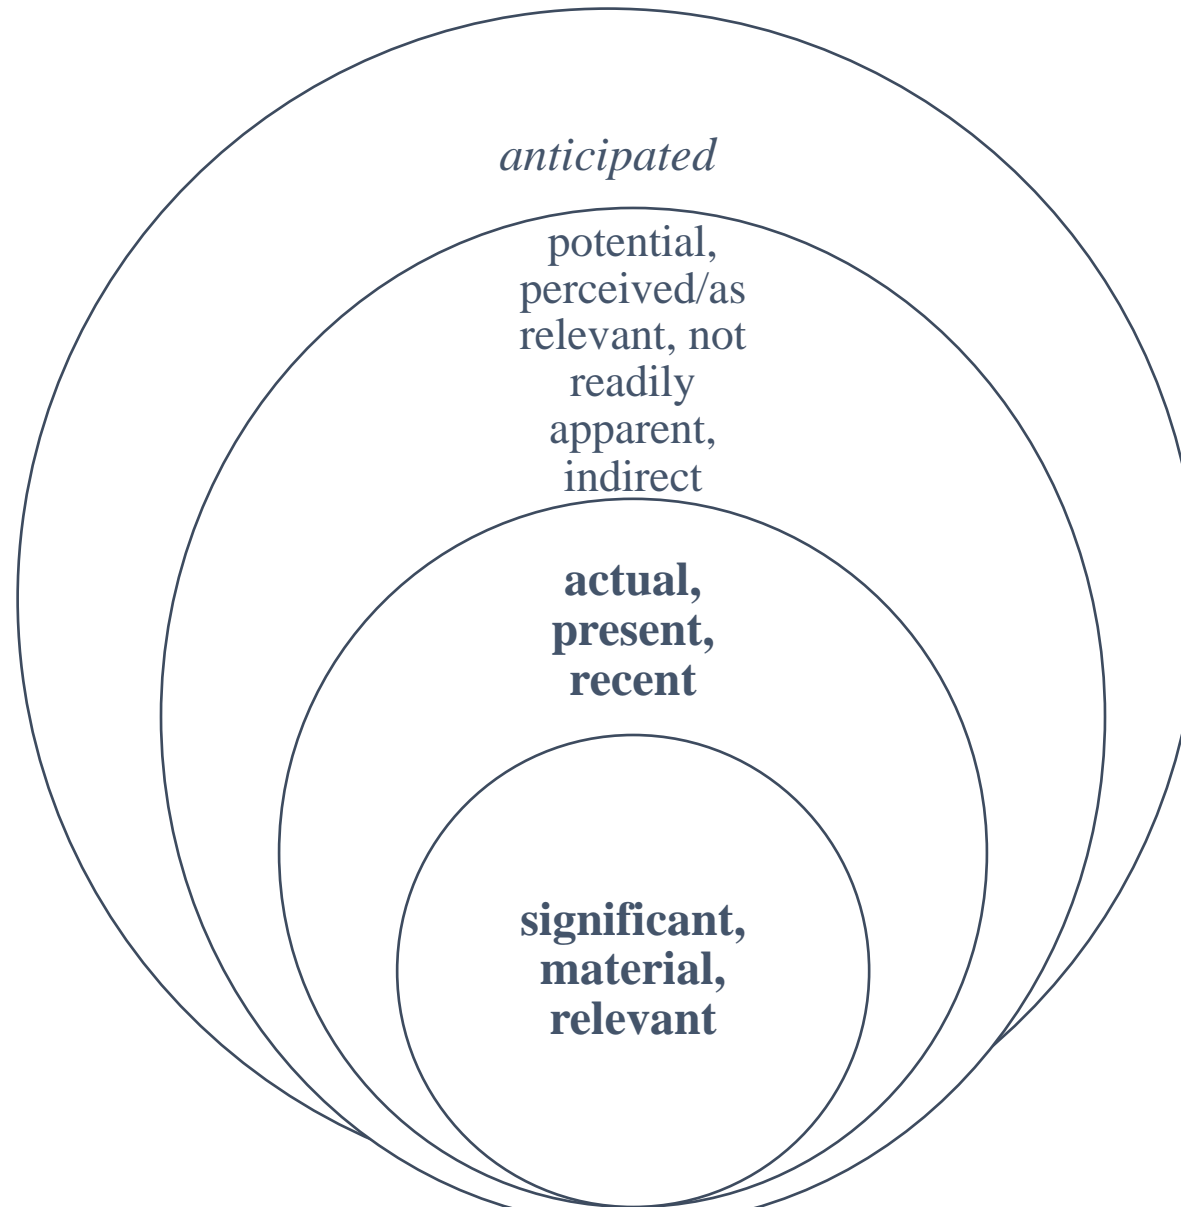 anticipated
potential,
perceived/as
relevant, not
readily
apparent,
indirect
actual,
present,
recent
significant,
material,
relevant